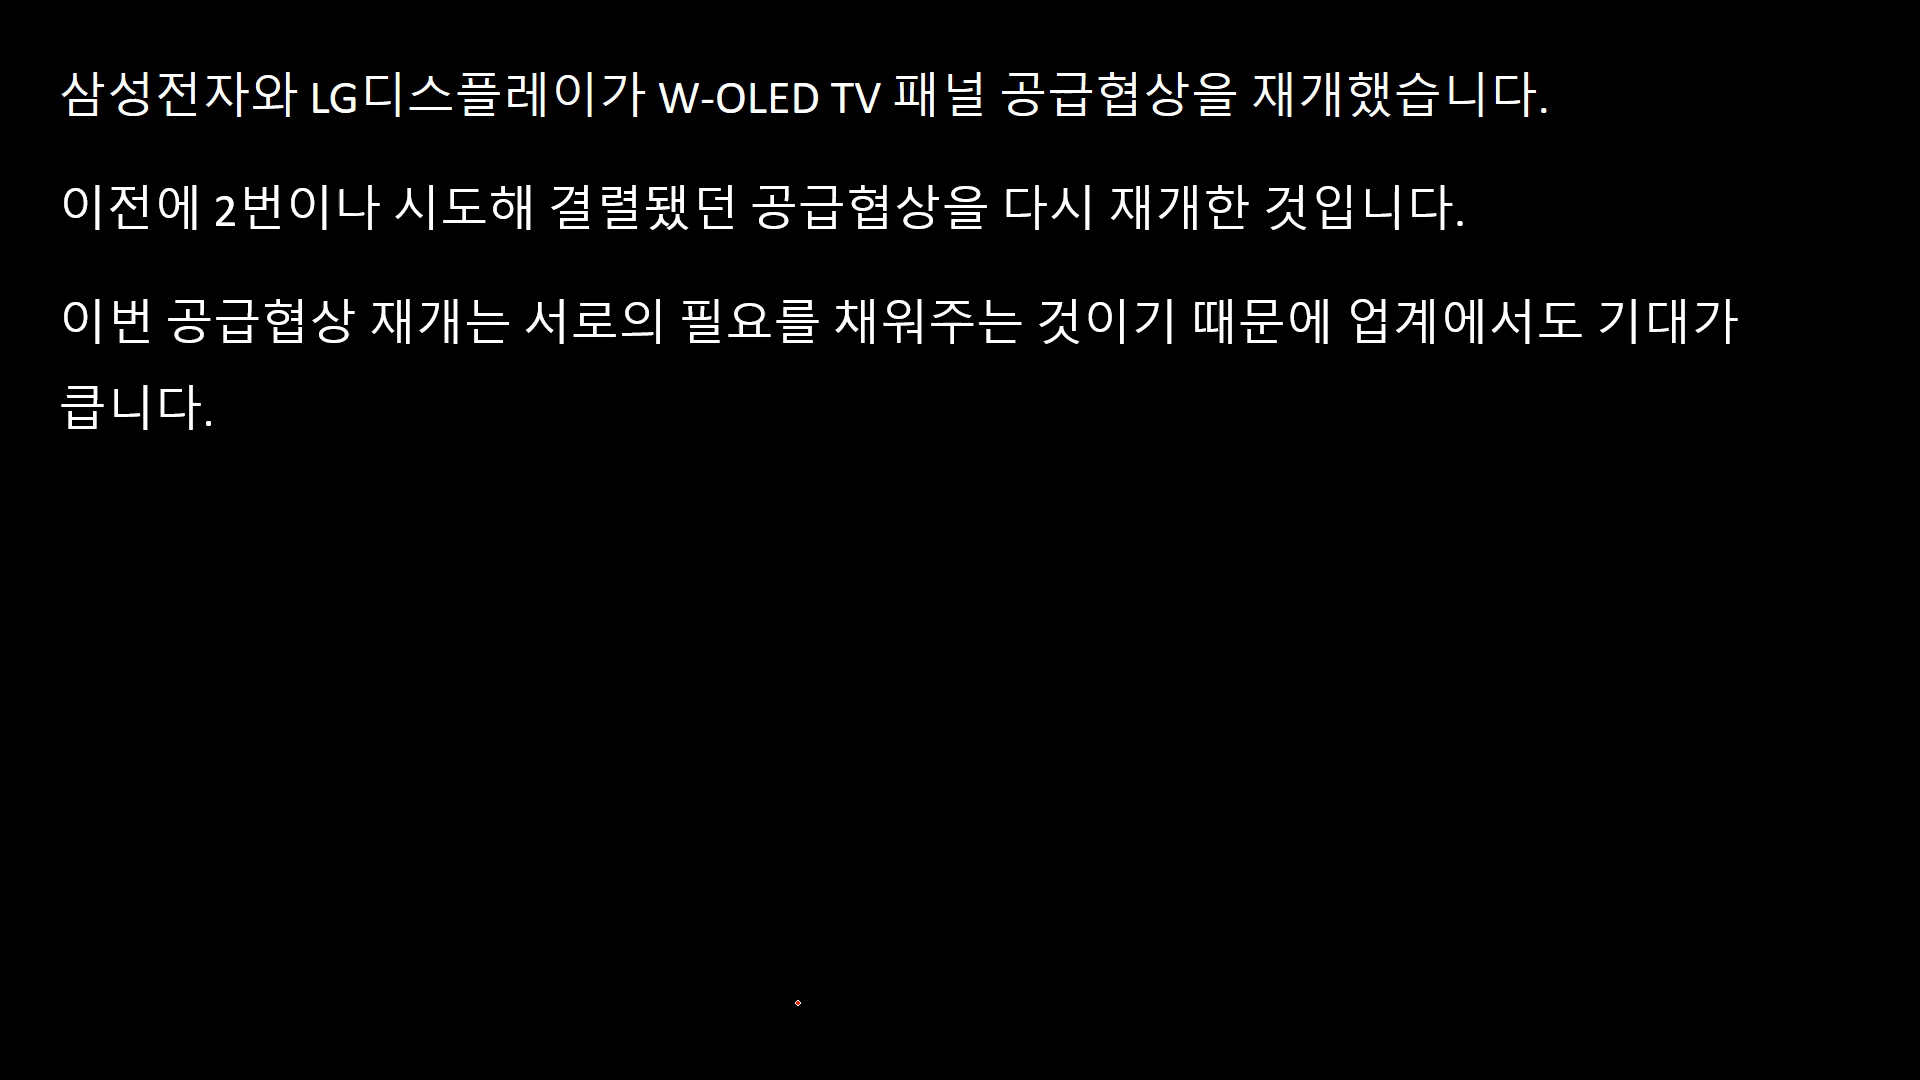 삼성전자와 LG디스플레이가 W-OLED TV 패널 공급협상을 재개했습니다.
이전에 2번이나 시도해 결렬됐던 공급협상을 다시 재개한 것입니다.
이번 공급협상 재개는 서로의 필요를 채워주는 것이기 때문에 업계에서도 기대가
큽니다.